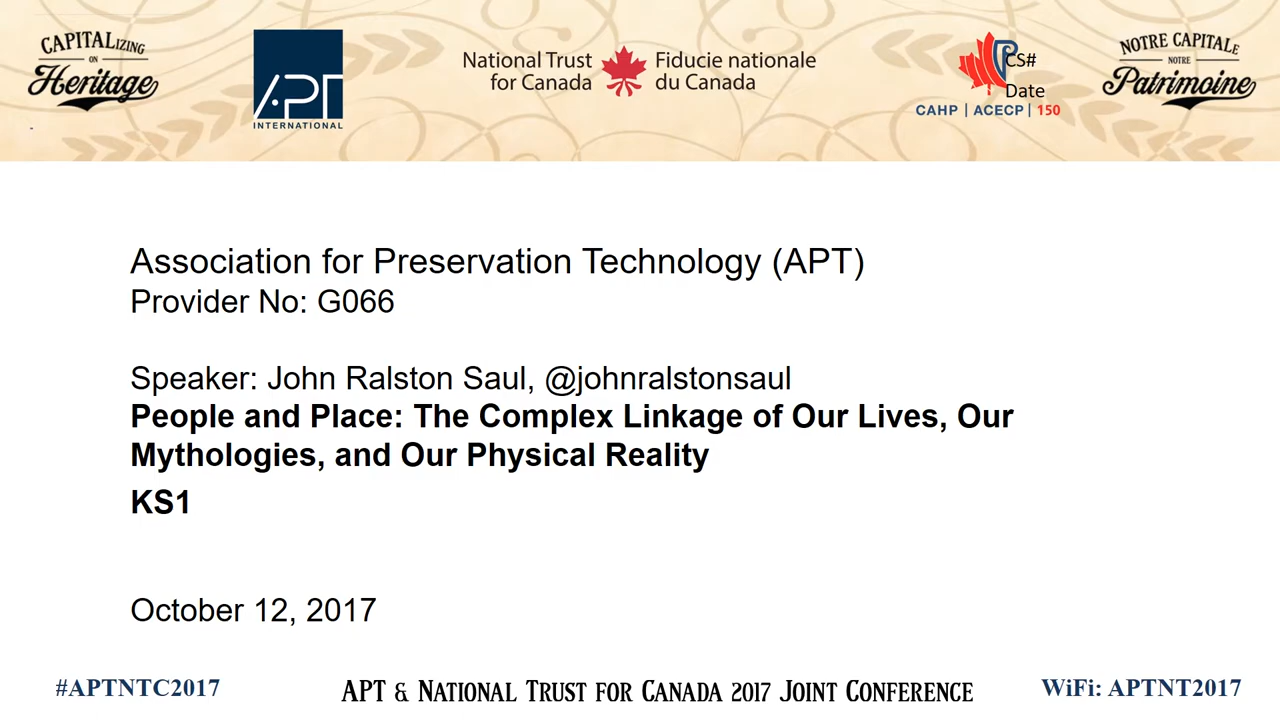 CAPITALizing
ON
Heritage
APT
INTERNATIONAL
National Trust
for Canada
Fiducie nationale
du Canada
CS#
Date
CAHP | ACECP | 150
NOTRE CAPITALe
NOTRE
Patrimoine
Association for Preservation Technology (APT)
Provider No: G066
Speaker: John Ralston Saul, @johnralstonsaul
People and Place: The Complex Linkage of Our Lives, Our
Mythologies, and Our Physical Reality
KS1
October 12, 2017
#APTNTC2017
APT & National Trust for Canada 2017 Joint Conference
WiFi: APTNT2017